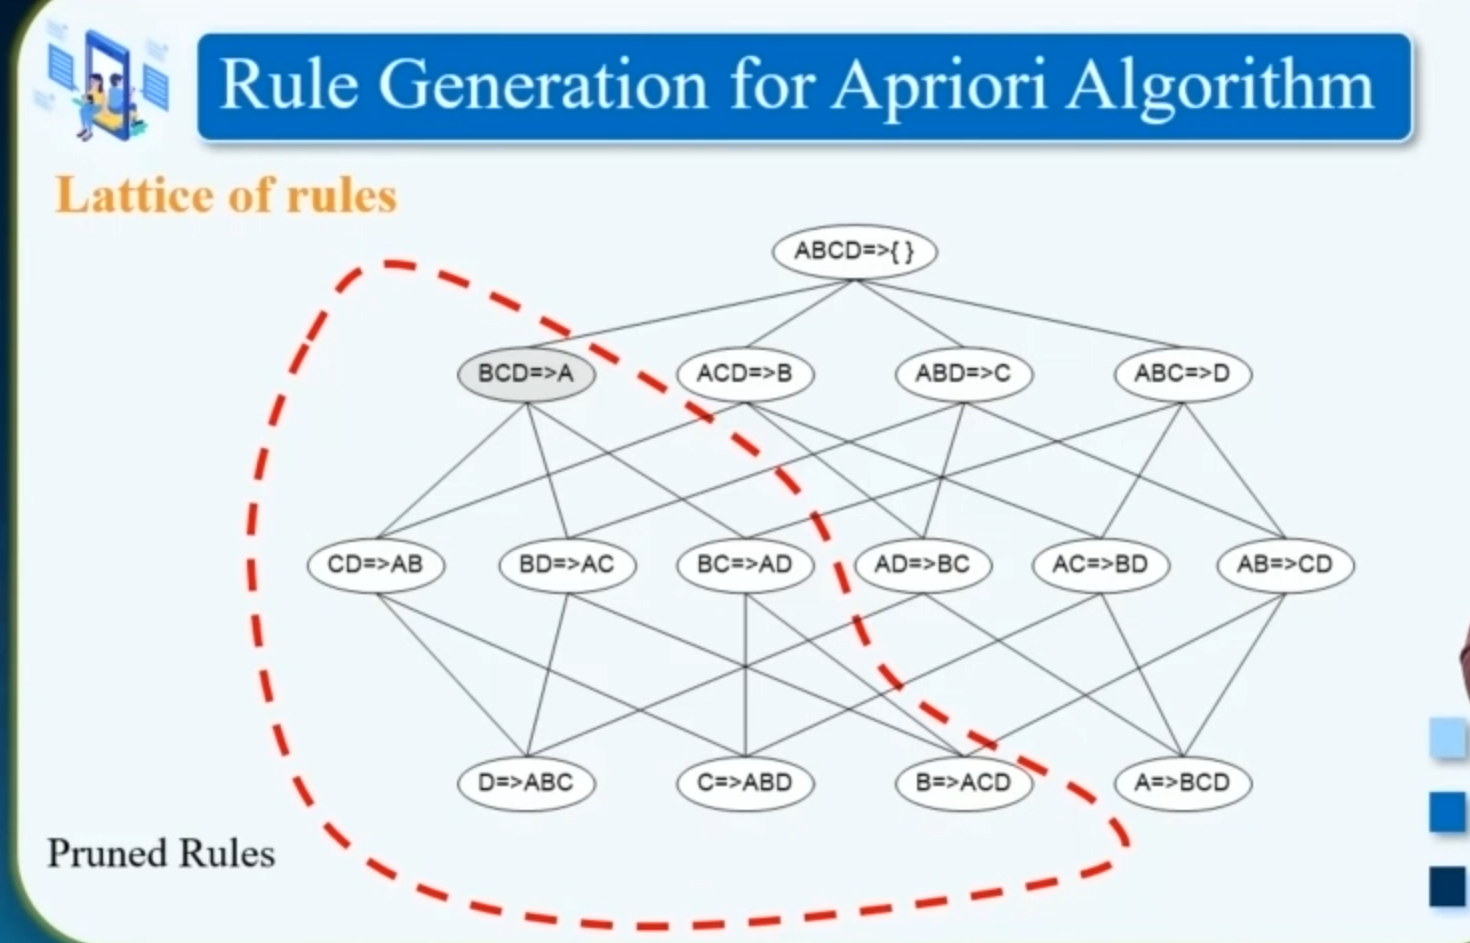 Rule Generation for Apriori Algorithm
Lattice of rules
ABCD=>{ }
BCD=>A ACD=>B ABD=>C ABC=>D
CD=>AB BD=>AC BC=>AD AD=>BC AC=>BD AB=>CD
D=>ABC C=>ABD B=>ACD A=>BCD
Pruned Rules